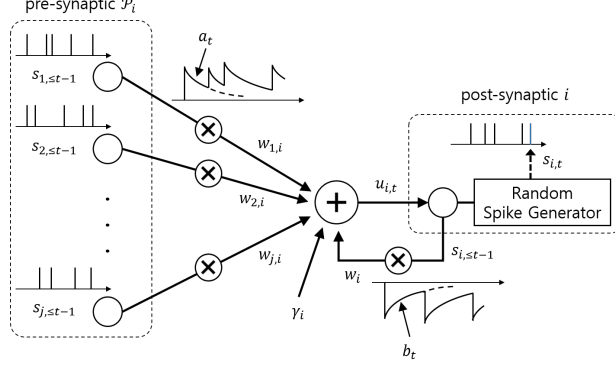 pre-synaptic 𝒫ᵢ
s₁,≤ₜ₋₁
aₜ
s₂,≤ₜ₋₁
w₁,ᵢ
w₂,ᵢ
post-synaptic i
sᵢ,ₜ
uᵢ,ₜ
Random
Spike Generator
wⱼ,ᵢ
wᵢ
sᵢ,≤ₜ₋₁
sⱼ,≤ₜ₋₁
γᵢ
bₜ